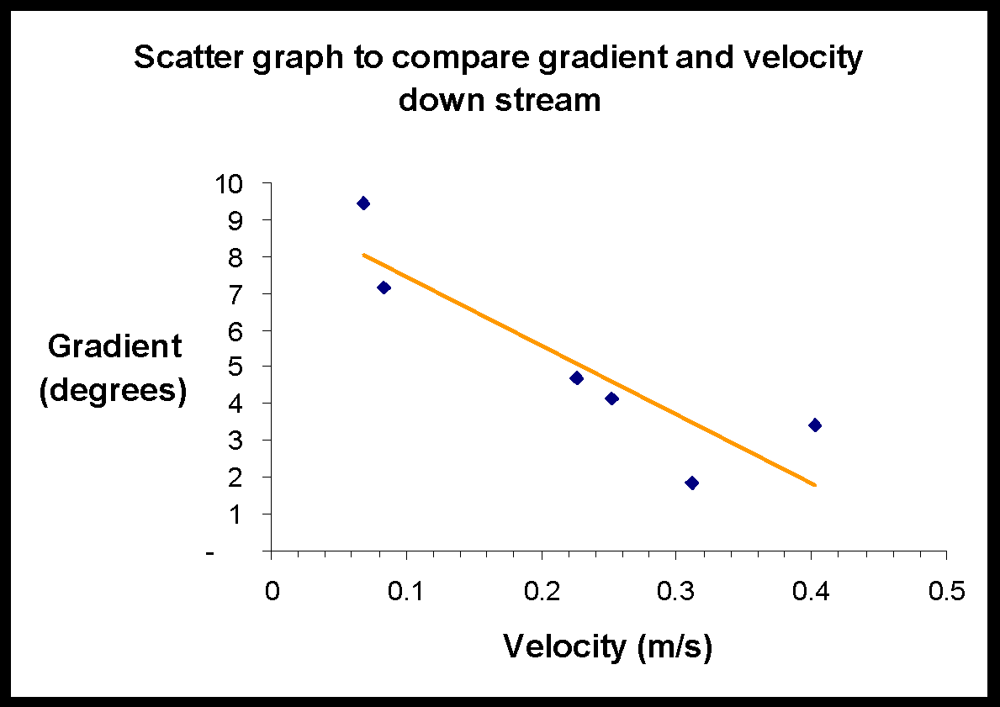 Scatter graph to compare gradient and velocity
down stream
10
9
8
7
6
5
4
3
2
1
-
Gradient
(degrees)
0 0.1 0.2 0.3 0.4 0.5
Velocity (m/s)